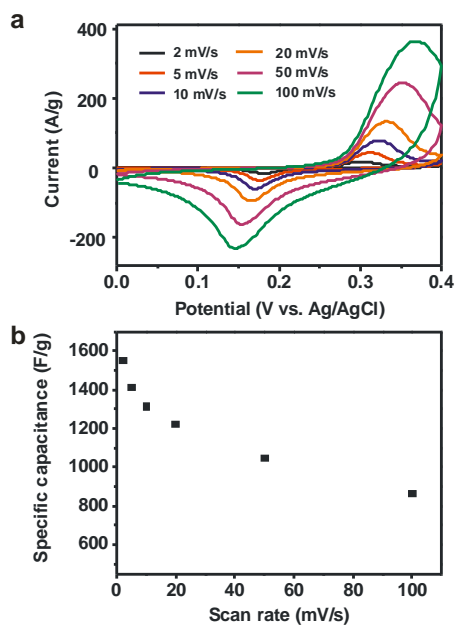 a
400
200
0
-200
Current (A/g)
2 mV/s
20 mV/s
5 mV/s
50 mV/s
10 mV/s
100 mV/s
0.0 0.1 0.2 0.3 0.4
Potential (V vs. Ag/AgCl)
b
1600
1400
1200
1000
800
600
Specific capacitance (F/g)
0 20 40 60 80 100
Scan rate (mV/s)